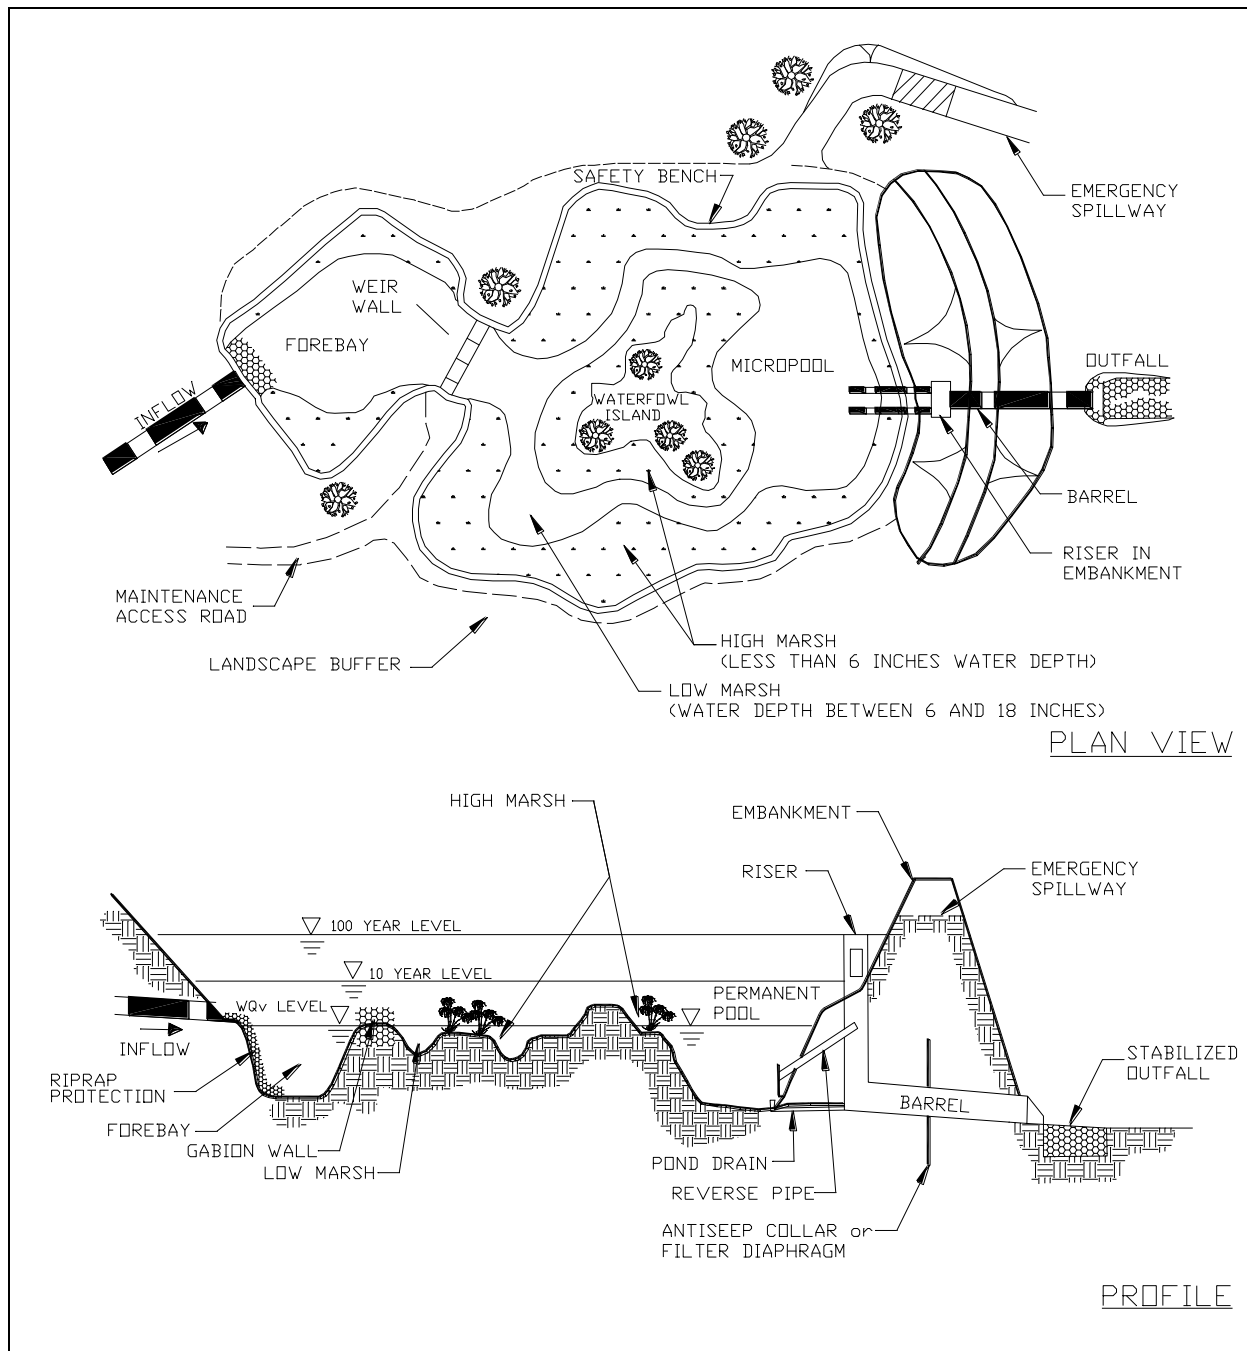 SAFETY BENCH
EMERGENCY
SPILLWAY
WEIR
WALL
FOREBAY
MICROPOOL
OUTFALL
INFLOW
WATERFOWL
ISLAND
BARREL
RISER IN
EMBANKMENT
MAINTENANCE
ACCESS ROAD
LANDSCAPE BUFFER
HIGH MARSH
(LESS THAN 6 INCHES WATER DEPTH)
LOW MARSH
(WATER DEPTH BETWEEN 6 AND 18 INCHES)
PLAN VIEW
HIGH MARSH
EMBANKMENT
RISER
EMERGENCY
SPILLWAY
100 YEAR LEVEL
10 YEAR LEVEL
WQv LEVEL
PERMANENT
POOL
INFLOW
RIPRAP
PROTECTION
FOREBAY
GABION WALL
LOW MARSH
BARREL
STABILIZED
OUTFALL
POND DRAIN
REVERSE PIPE
ANTISEEP COLLAR or
FILTER DIAPHRAGM
PROFILE